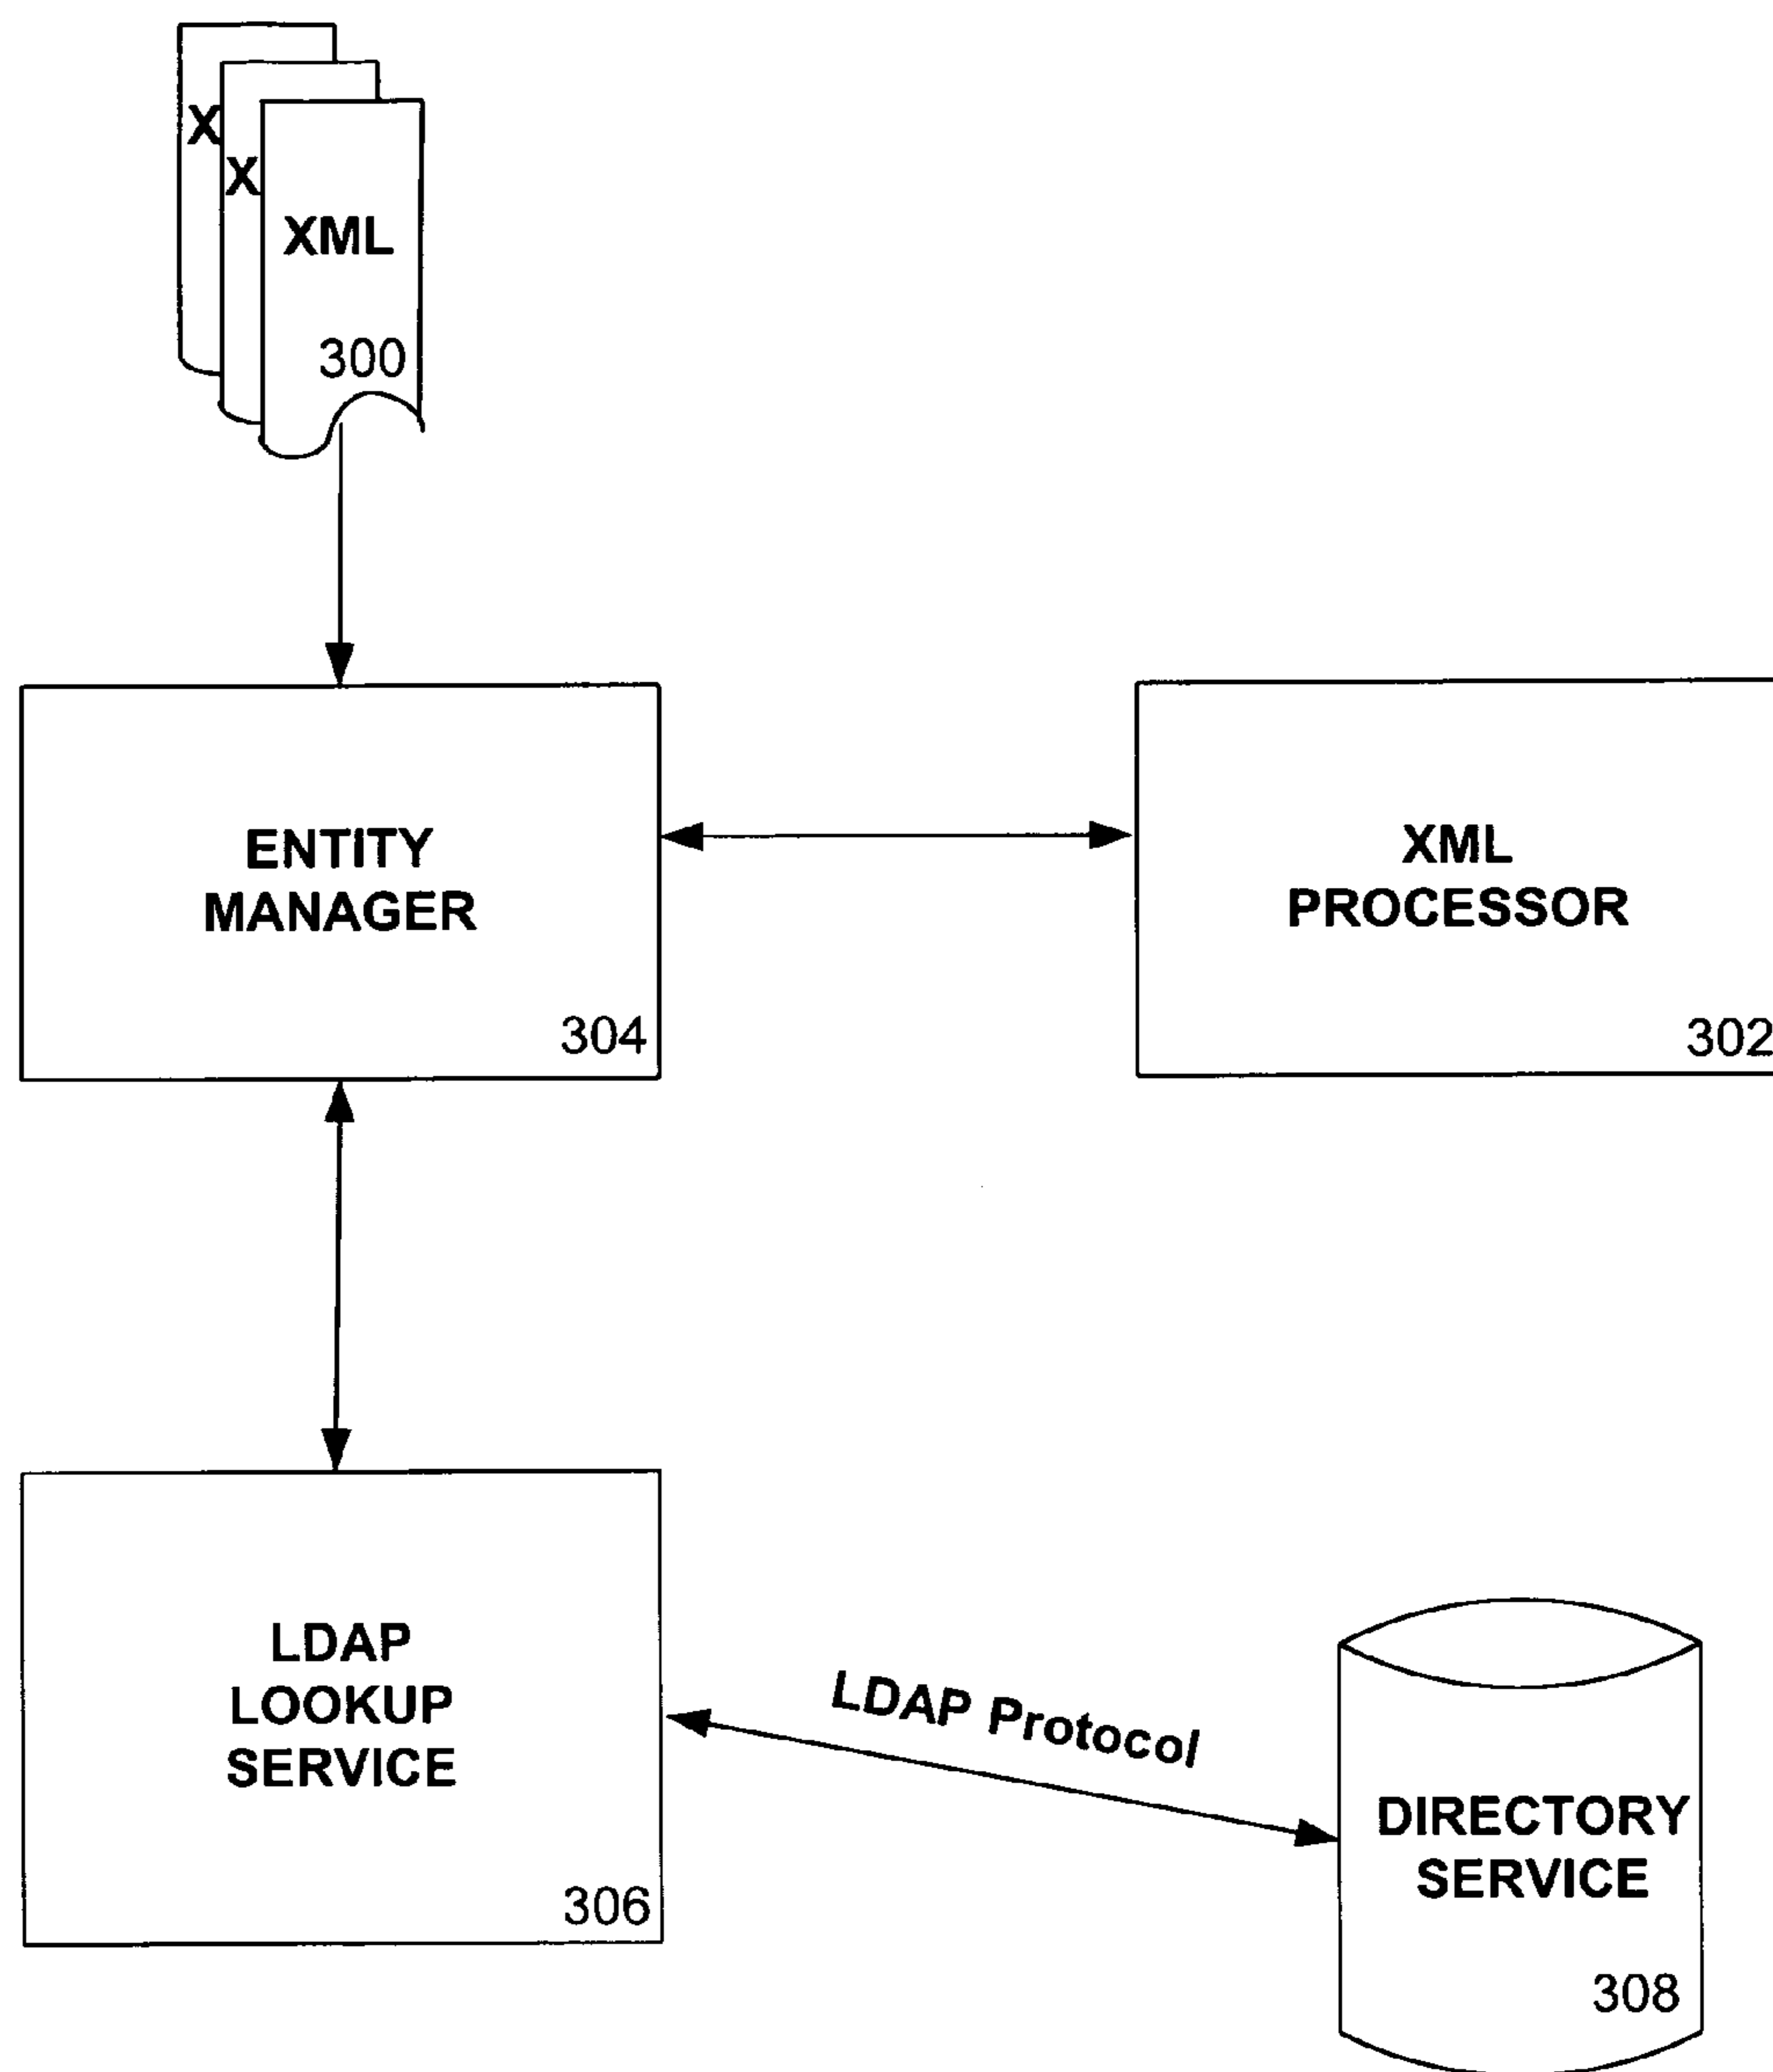 X
X
XML
300
ENTITY
MANAGER
304
XML
PROCESSOR
302
LDAP
LOOKUP
SERVICE
306
LDAP Protocol
DIRECTORY
SERVICE
308